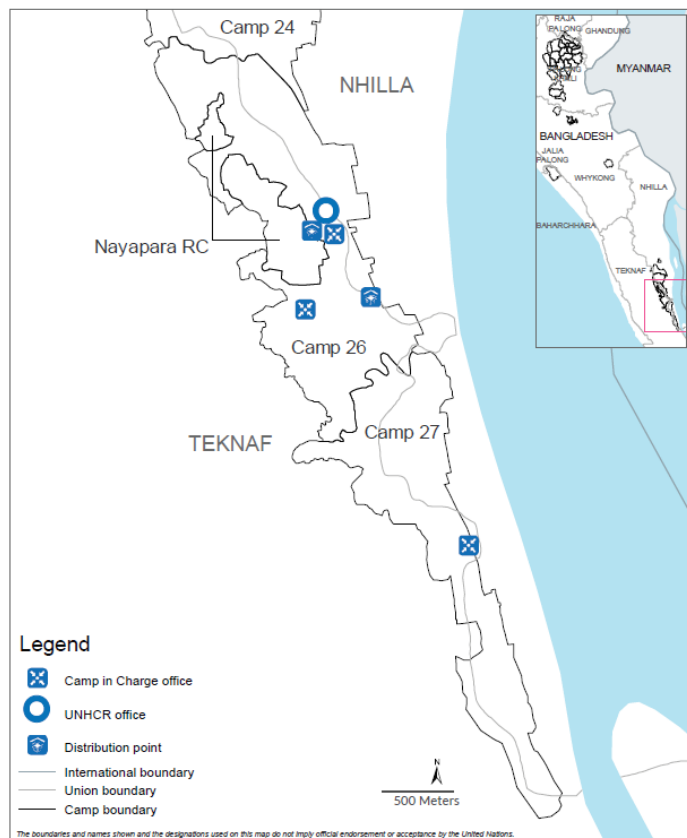 Camp 24
NHILLA
Nayapara RC
Camp 26
TEKNAF
Camp 27
RAJA
PALONG
GHANDUNG
MYANMAR
BANGLADESH
JALIA
PALONG
WHYKONG
NHILLA
BAHARCHHARA
TEKNAF
Legend
Camp in Charge office
UNHCR office
Distribution point
International boundary
Union boundary
Camp boundary
N
500 Meters
The boundaries and names shown and the designations used on this map do not imply official endorsement or acceptance by the United Nations.